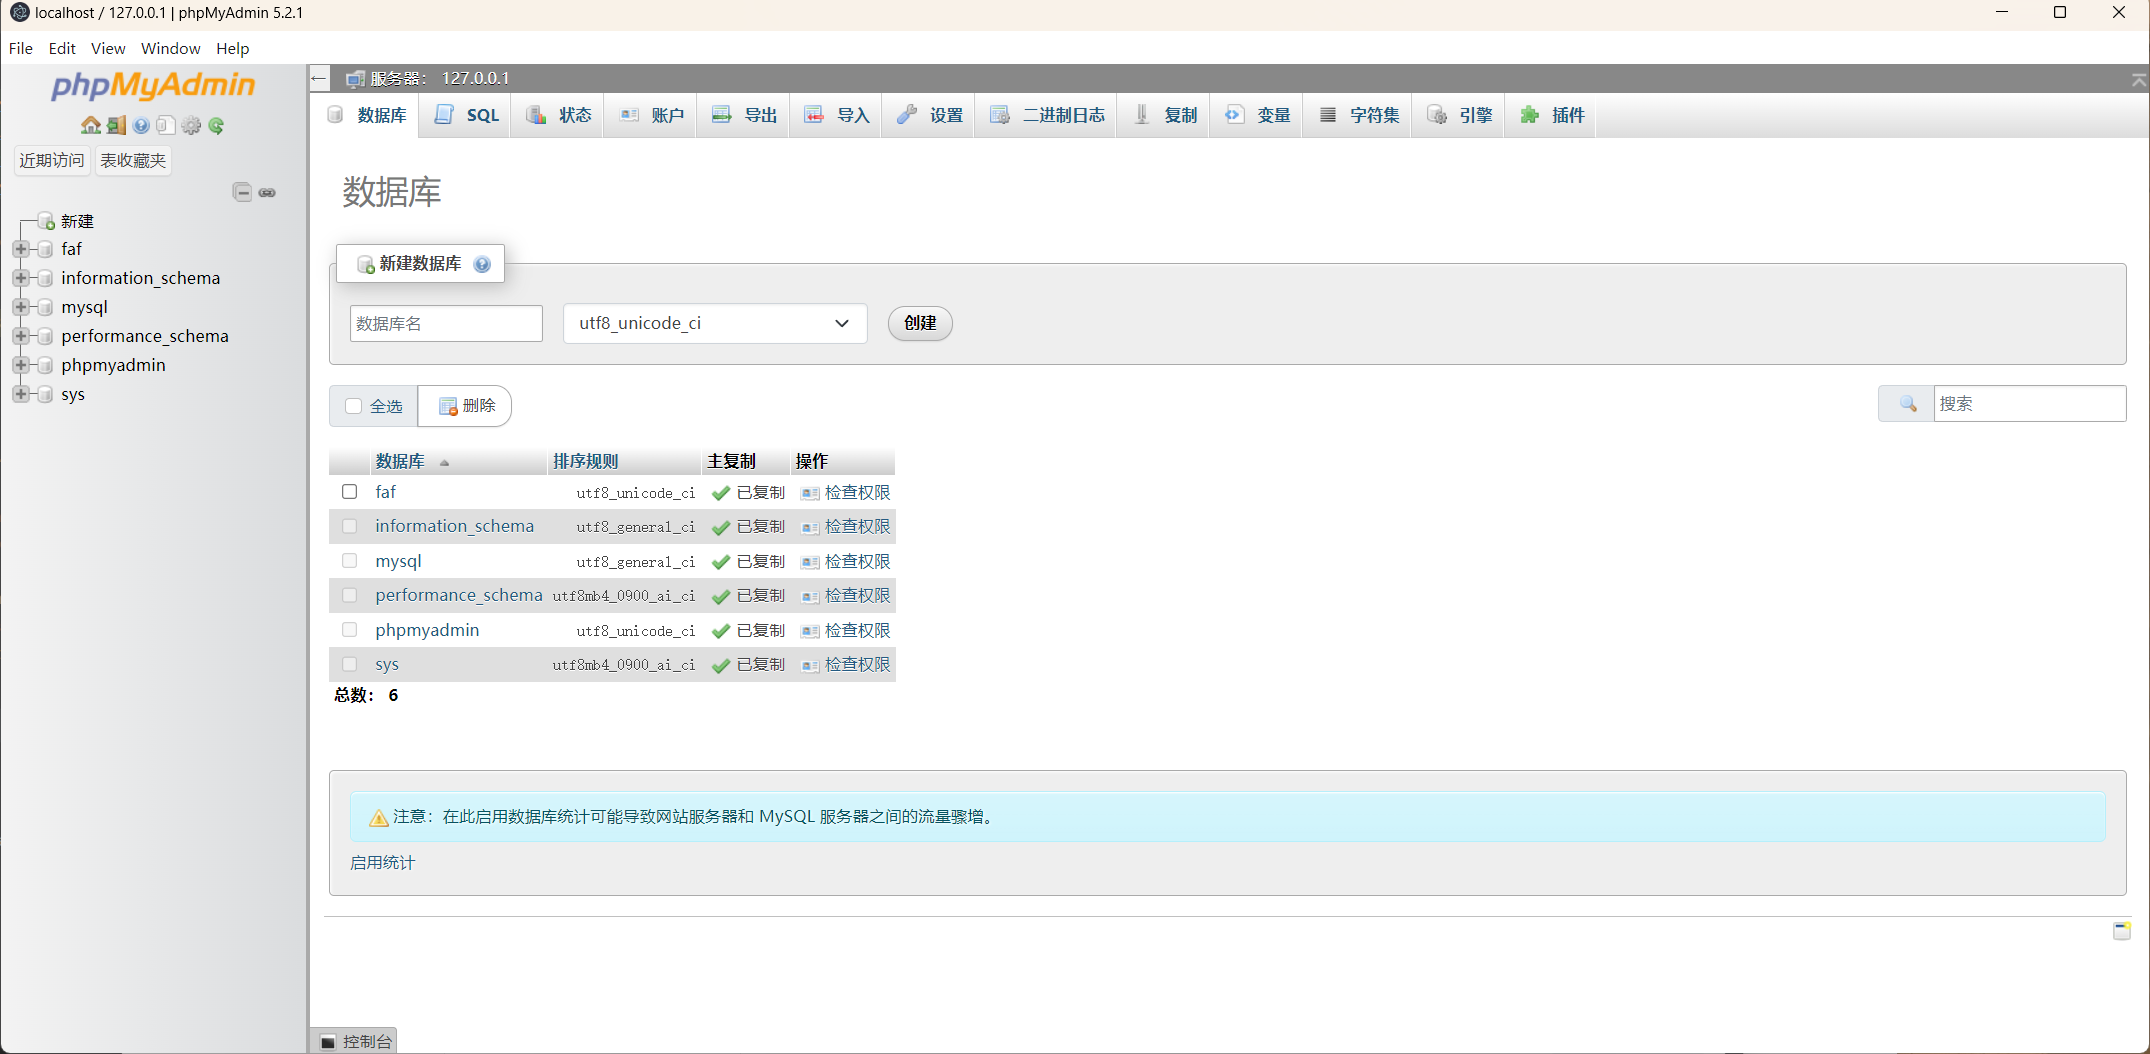 localhost / 127.0.0.1 | phpMyAdmin 5.2.1
File Edit View Window Help
phpMyAdmin
近期访问 表收藏夹
新建
faf
information_schema
mysql
performance_schema
phpmyadmin
sys
服务器： 127.0.0.1
数据库 SQL 状态 账户 导出 导入 设置 二进制日志 复制 变量 字符集 引擎 插件
数据库
新建数据库
数据库名 utf8_unicode_ci 创建
全选 删除 搜索
数据库 排序规则 主复制 操作
faf utf8_unicode_ci 已复制 检查权限
information_schema utf8_general_ci 已复制 检查权限
mysql utf8_general_ci 已复制 检查权限
performance_schema utf8mb4_0900_ai_ci 已复制 检查权限
phpmyadmin utf8_unicode_ci 已复制 检查权限
sys utf8mb4_0900_ai_ci 已复制 检查权限
总数： 6
注意：在此启用数据库统计可能导致网站服务器和 MySQL 服务器之间的流量骤增。
启用统计
控制台